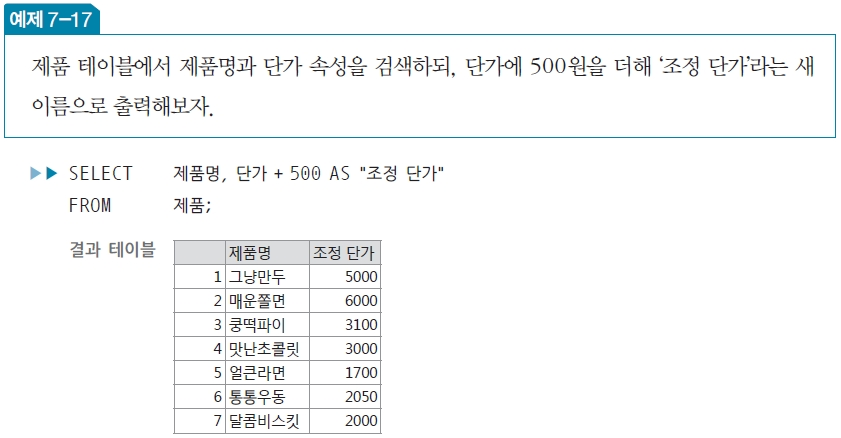 예제 7-17
제품 테이블에서 제품명과 단가 속성을 검색하되, 단가에 500원을 더해 ‘조정 단가’라는 새
이름으로 출력해보자.
▶▶ SELECT 제품명, 단가 + 500 AS "조정 단가"
FROM 제품;
결과 테이블
제품명 조정 단가
1 그냥만두 5000
2 매운쫄면 6000
3 쿵떡파이 3100
4 맛난초콜릿 3000
5 얼큰라면 1700
6 통통우동 2050
7 달콤비스킷 2000